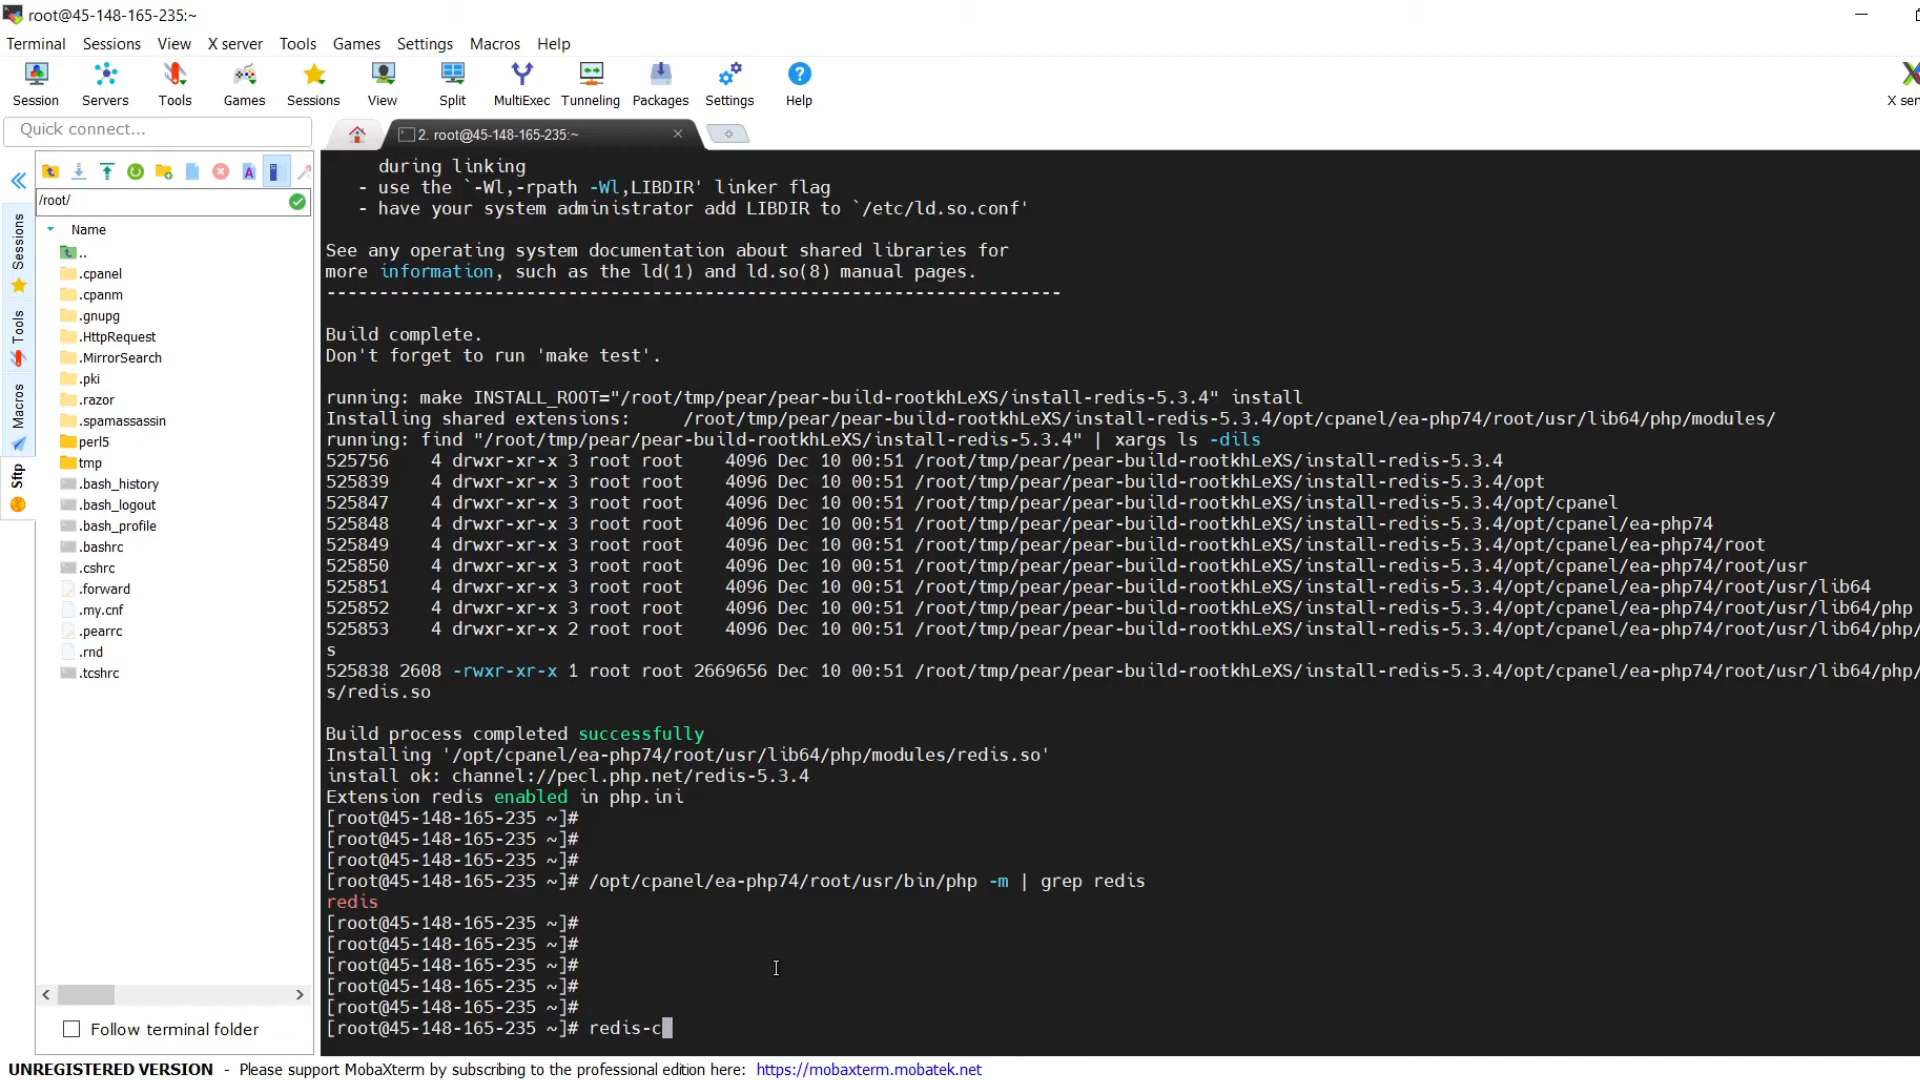 root@45-148-165-235:~
Terminal Sessions View X server Tools Games Settings Macros Help
Session Servers Tools Games Sessions View Split MultiExec Tunneling Packages Settings Help X ser
Quick connect...
2. root@45-148-165-235:~
/root/
Name
..
.cpanel
.cpanm
.gnupg
.HttpRequest
.MirrorSearch
.pki
.razor
.spamassassin
perl5
tmp
.bash_history
.bash_logout
.bash_profile
.bashrc
.cshrc
.forward
.my.cnf
.pearrc
.rnd
.tcshrc
Sessions
Tools
Macros
Sftp
Follow terminal folder
during linking
- use the `-Wl,-rpath -Wl,LIBDIR' linker flag
- have your system administrator add LIBDIR to `/etc/ld.so.conf'
See any operating system documentation about shared libraries for
more information, such as the ld(1) and ld.so(8) manual pages.
----------------------------------------------------------------------
Build complete.
Don't forget to run 'make test'.
running: make INSTALL_ROOT="/root/tmp/pear/pear-build-rootkhLeXS/install-redis-5.3.4" install
Installing shared extensions:     /root/tmp/pear/pear-build-rootkhLeXS/install-redis-5.3.4/opt/cpanel/ea-php74/root/usr/lib64/php/modules/
running: find "/root/tmp/pear/pear-build-rootkhLeXS/install-redis-5.3.4" | xargs ls -dils
525756    4 drwxr-xr-x 3 root root    4096 Dec 10 00:51 /root/tmp/pear/pear-build-rootkhLeXS/install-redis-5.3.4
525839    4 drwxr-xr-x 3 root root    4096 Dec 10 00:51 /root/tmp/pear/pear-build-rootkhLeXS/install-redis-5.3.4/opt
525847    4 drwxr-xr-x 3 root root    4096 Dec 10 00:51 /root/tmp/pear/pear-build-rootkhLeXS/install-redis-5.3.4/opt/cpanel
525848    4 drwxr-xr-x 3 root root    4096 Dec 10 00:51 /root/tmp/pear/pear-build-rootkhLeXS/install-redis-5.3.4/opt/cpanel/ea-php74
525849    4 drwxr-xr-x 3 root root    4096 Dec 10 00:51 /root/tmp/pear/pear-build-rootkhLeXS/install-redis-5.3.4/opt/cpanel/ea-php74/root
525850    4 drwxr-xr-x 3 root root    4096 Dec 10 00:51 /root/tmp/pear/pear-build-rootkhLeXS/install-redis-5.3.4/opt/cpanel/ea-php74/root/usr
525851    4 drwxr-xr-x 3 root root    4096 Dec 10 00:51 /root/tmp/pear/pear-build-rootkhLeXS/install-redis-5.3.4/opt/cpanel/ea-php74/root/usr/lib64
525852    4 drwxr-xr-x 3 root root    4096 Dec 10 00:51 /root/tmp/pear/pear-build-rootkhLeXS/install-redis-5.3.4/opt/cpanel/ea-php74/root/usr/lib64/php
525853    4 drwxr-xr-x 2 root root    4096 Dec 10 00:51 /root/tmp/pear/pear-build-rootkhLeXS/install-redis-5.3.4/opt/cpanel/ea-php74/root/usr/lib64/php/
s
525838 2608 -rwxr-xr-x 1 root root 2669656 Dec 10 00:51 /root/tmp/pear/pear-build-rootkhLeXS/install-redis-5.3.4/opt/cpanel/ea-php74/root/usr/lib64/php/
s/redis.so
Build process completed successfully
Installing '/opt/cpanel/ea-php74/root/usr/lib64/php/modules/redis.so'
install ok: channel://pecl.php.net/redis-5.3.4
Extension redis enabled in php.ini
[root@45-148-165-235 ~]#
[root@45-148-165-235 ~]#
[root@45-148-165-235 ~]#
[root@45-148-165-235 ~]# /opt/cpanel/ea-php74/root/usr/bin/php -m | grep redis
redis
[root@45-148-165-235 ~]#
[root@45-148-165-235 ~]#
[root@45-148-165-235 ~]#
[root@45-148-165-235 ~]#
[root@45-148-165-235 ~]#
[root@45-148-165-235 ~]# redis-c
UNREGISTERED VERSION - Please support MobaXterm by subscribing to the professional edition here: https://mobaxterm.mobatek.net